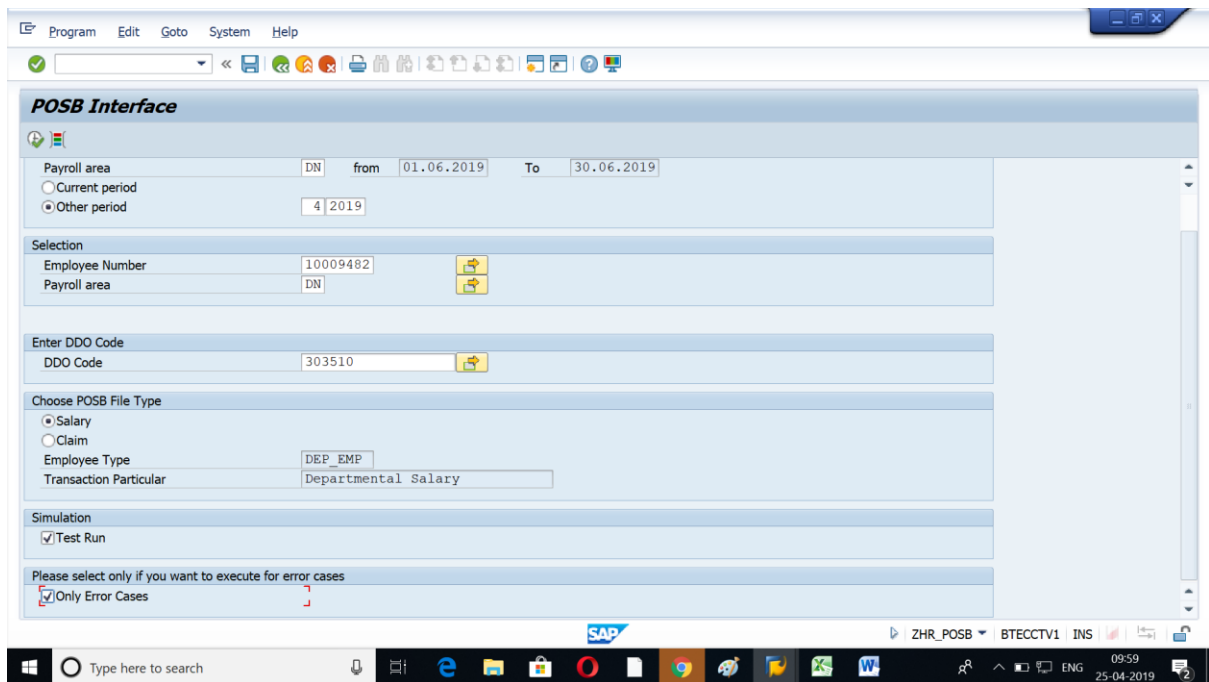 Program Edit Goto System Help
POSB Interface
Payroll area DN from 01.06.2019 To 30.06.2019
Current period
Other period 4 2019
Selection
Employee Number 10009482
Payroll area DN
Enter DDO Code
DDO Code 303510
Choose POSB File Type
Salary
Claim
Employee Type DEP_EMP
Transaction Particular Departmental Salary
Simulation
Test Run
Please select only if you want to execute for error cases
Only Error Cases
SAP ZHR_POSB BTECCTV1 INS
Type here to search ENG 09:59
25-04-2019 2